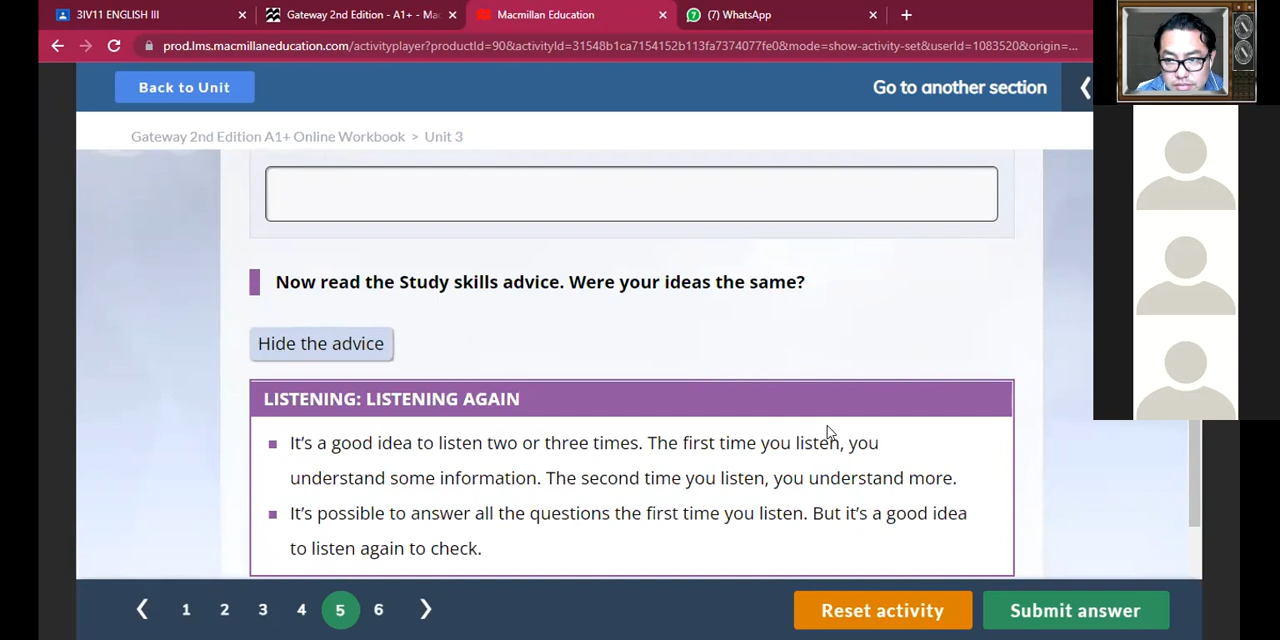 3IV11 ENGLISH III
Gateway 2nd Edition - A1+ - Mac
Macmillan Education
7
(7) WhatsApp
prod.lms.macmillaneducation.com/activityplayer?productId=90&activityId=31548b1ca7154152b113fa7374077fe0&mode=show-activity-set&userId=1083520&origin=...
Back to Unit
Go to another section
Gateway 2nd Edition A1+ Online Workbook > Unit 3
Now read the Study skills advice. Were your ideas the same?
Hide the advice
LISTENING: LISTENING AGAIN
It's a good idea to listen two or three times. The first time you listen, you
understand some information. The second time you listen, you understand more.
It's possible to answer all the questions the first time you listen. But it's a good idea
to listen again to check.
1 2 3 4 5 6
Reset activity
Submit answer